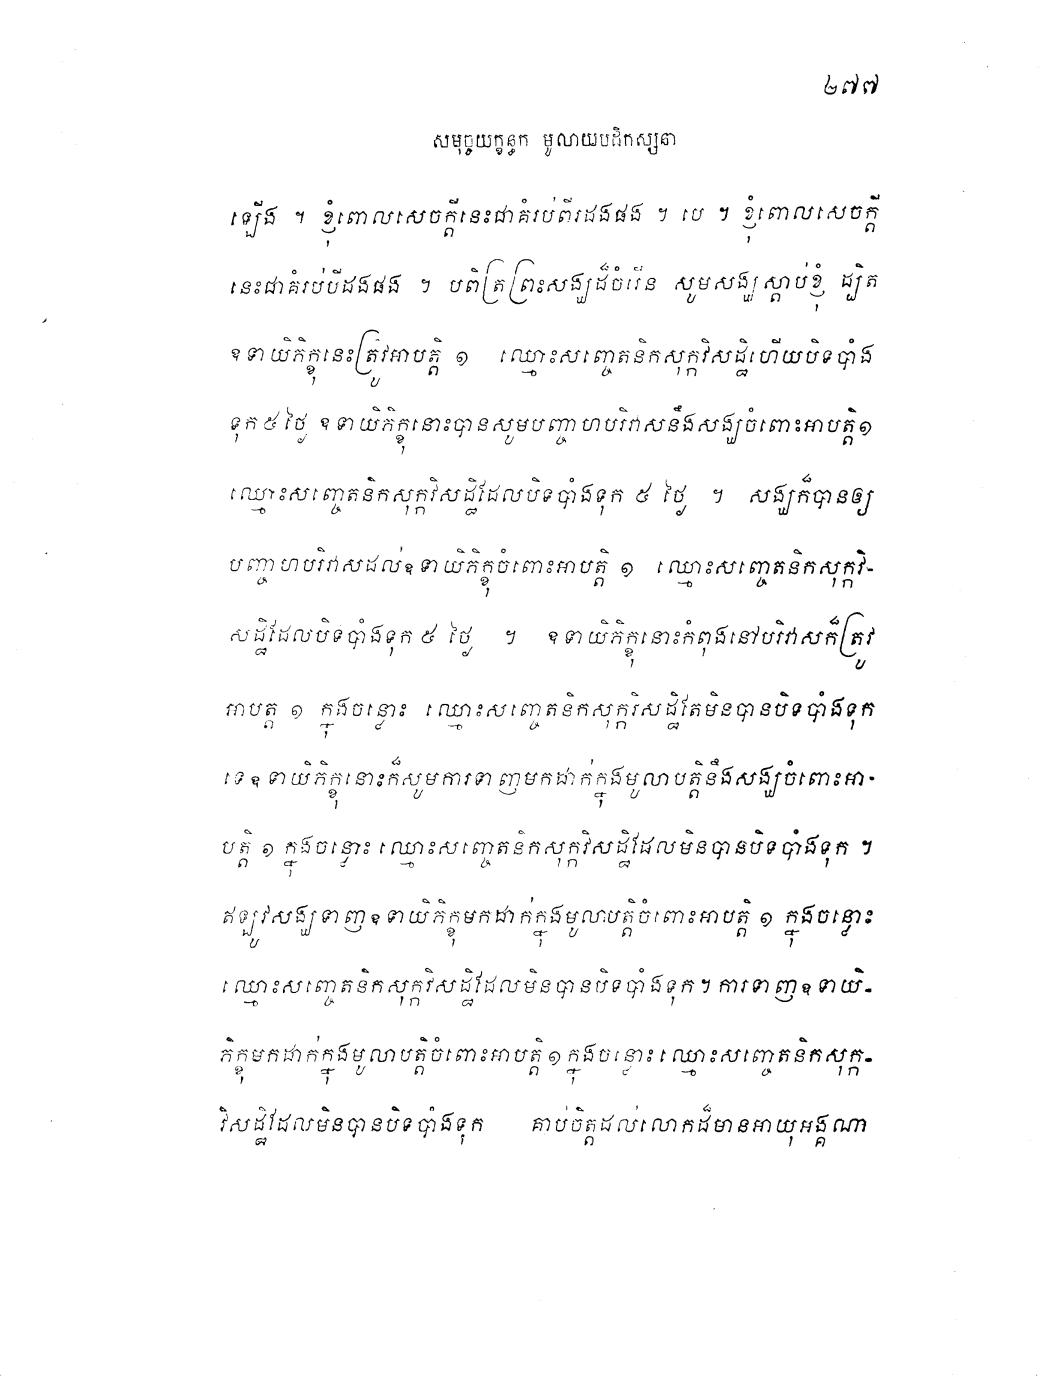 ២៧៧
សមុច្ចយក្ខន្ធក មូលាយបដិកស្សនា
ឡើង ។ ខ្ញុំពោលសេចក្តីនេះជាគំរប់ពីរដងផង ។ បេ ។ ខ្ញុំពោលសេចក្តី
នេះជាគំរប់បីដងផង ។ បពិត្រព្រះសង្ឃដ៏ចំរើន សូមសង្ឃស្តាប់ខ្ញុំ ដ្បិត
ឧទាយិភិក្ខុនេះត្រូវអាបត្តិ ១ ឈ្មោះសញ្ចេតនិកសុក្កវិសដ្ឋិហើយបិទបាំង
ទុក ៥ ថ្ងៃ ឧទាយិភិក្ខុនោះបានសូមបញ្ចាហបរិវាសនឹងសង្ឃចំពោះអាបត្តិ១
ឈ្មោះសញ្ចេតនិកសុក្កវិសដ្ឋិដែលបិទបាំងទុក ៥ ថ្ងៃ ។ សង្ឃក៏បានឲ្យ
បញ្ចាហបរិវាសដល់ឧទាយិភិក្ខុចំពោះអាបត្តិ ១ ឈ្មោះសញ្ចេតនិកសុក្កវិ-
សដ្ឋិដែលបិទបាំងទុក ៥ ថ្ងៃ ។ ឧទាយិភិក្ខុនោះកំពុងនៅបរិវាសក៏ត្រូវ
អាបត្ត ១ ក្នុងចន្លោះ ឈ្មោះសញ្ចេតនិកសុក្កវិសដ្ឋិតែមិនបានបិទបាំងទុក
ទេឧទាយិភិក្ខុនោះក៏សូមការទាញមកដាក់ក្នុងមូលាបត្តិនឹងសង្ឃចំពោះអា-
បត្តិ ១ ក្នុងចន្លោះ ឈ្មោះសញ្ចេតនិកសុក្កវិសដ្ឋិដែលមិនបានបិទបាំងទុក ។
ឥឡូវសង្ឃទាញឧទាយិភិក្ខុមកដាក់ក្នុងមូលាបត្តិចំពោះអាបត្តិ ១ ក្នុងចន្លោះ
ឈ្មោះសញ្ចេតនិកសុក្កវិសដ្ឋិដែលមិនបានបិទបាំងទុក ។ ការទាញឧទាយិ-
ភិក្ខុមកដាក់ក្នុងមូលាបត្តិចំពោះអាបត្តិ ១ ក្នុងចន្លោះ ឈ្មោះសញ្ចេតនិកសុក្ក-
វិសដ្ឋិដែលមិនបានបិទបាំងទុក គាប់ចិត្តដល់លោកដ៏មានអាយុអង្គណា